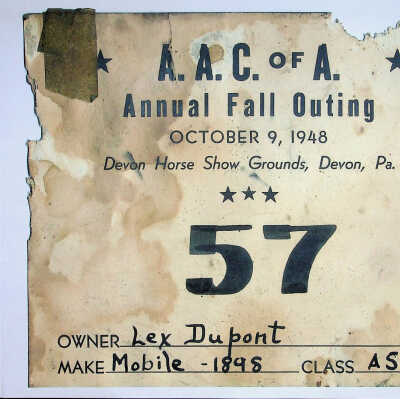 A. A. C. OF A.
Annual Fall Outing
OCTOBER 9, 1948
Devon Horse Show Grounds, Devon, Pa.
57
OWNER Lex Dupont
MAKE Mobile - 1898 CLASS AS